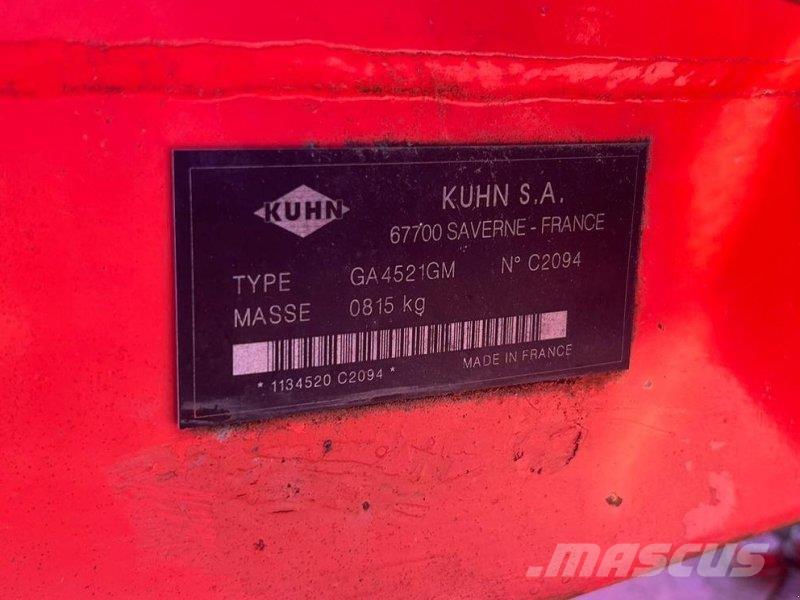 KUHN
KUHN S.A.
67700 SAVERNE - FRANCE
TYPE GA4521GM N° C2094
MASSE 0815 kg
* 1134520 C2094 * MADE IN FRANCE
MASCUS